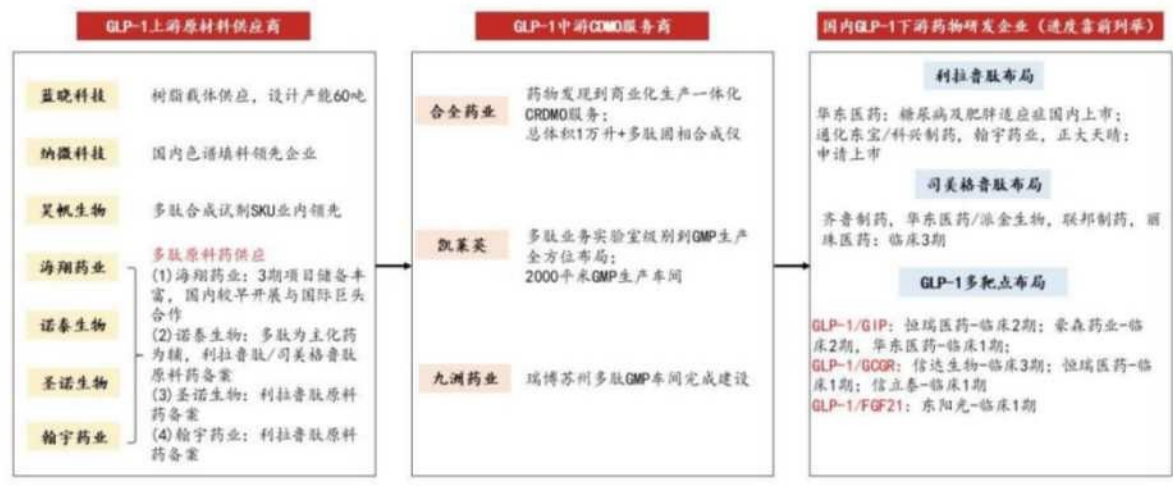 GLP-1上游原材料供应商
蓝晓科技
树脂载体供应，设计产能60吨
纳微科技
国内色谱填料领先企业
昊帆生物
多肽合成试剂SKU业内领先
海翔药业
诺泰生物
圣诺生物
翰宇药业
多肽原料药供应
(1)海翔药业：3期项目储备丰
富，国内较早开展与国际巨头
合作
(2)诺泰生物：多肽为主化药
为辅，利拉鲁肽/司美格鲁肽
原料药备案
(3)圣诺生物：利拉鲁肽原料
药备案
(4)翰宇药业：利拉鲁肽原料
药备案
GLP-1中游CDMO服务商
合全药业
药物发现到商业化生产一体化
CRDMO服务；
总体积1万升+多肽固相合成仪
凯莱英
多肽业务实验室级别到GMP生产
全方位布局；
2000平米GMP生产车间
九洲药业
瑞博苏州多肽GMP车间完成建设
国内GLP-1下游药物研发企业（进度靠前列举）
利拉鲁肽布局
华东医药：糖尿病及肥胖适应症国内上市；
通化东宝/科兴制药，翰宇药业，正大天晴：
申请上市
司美格鲁肽布局
齐鲁制药，华东医药/派金生物，联邦制药，丽
珠医药：临床3期
GLP-1多靶点布局
GLP-1/GIP：恒瑞医药-临床2期；豪森药业-临
床2期，华东医药-临床1期；
GLP-1/GCGR：信达生物-临床3期；恒瑞医药-临
床1期；信立泰-临床1期
GLP-1/FGF21：东阳光-临床1期